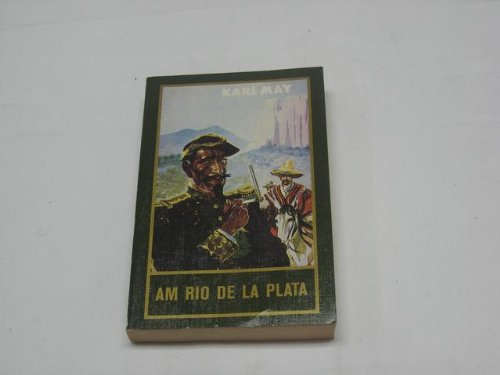 KARL MAY
AM RIO DE LA PLATA